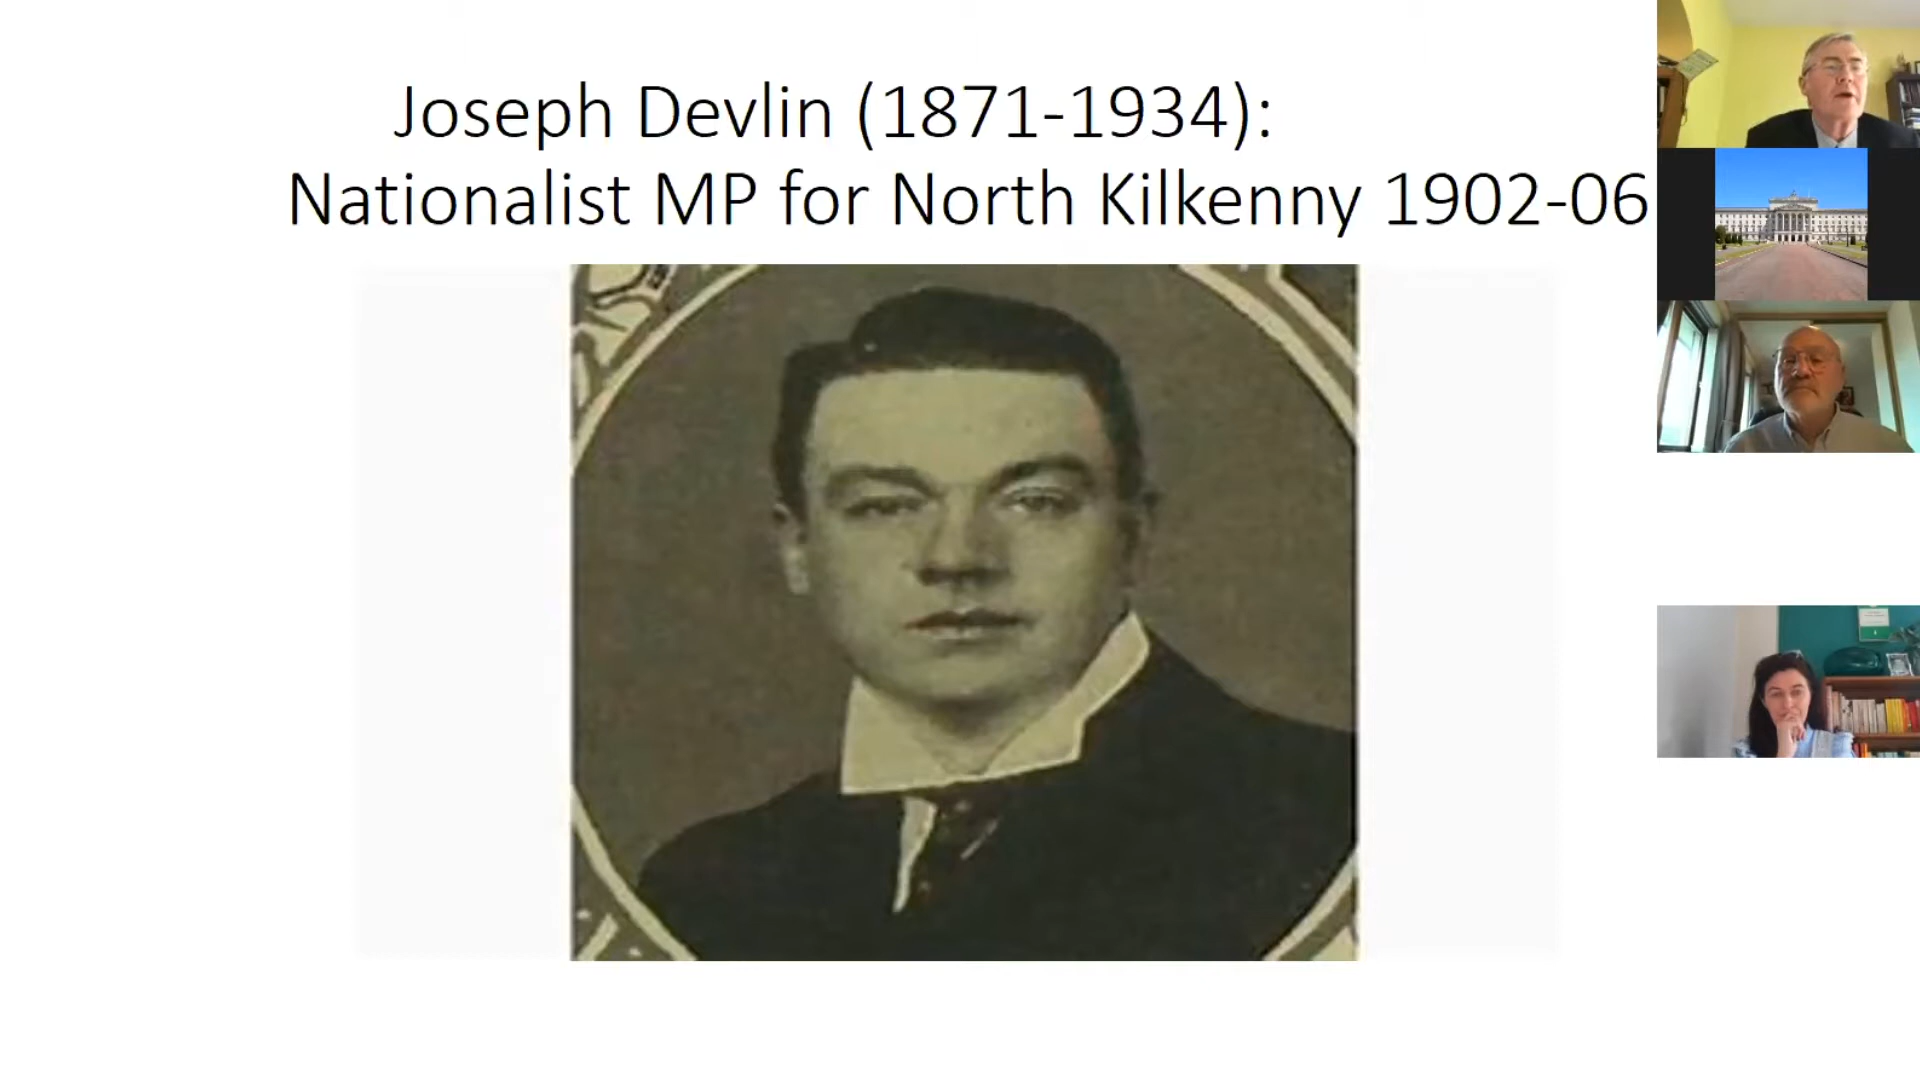 Joseph Devlin (1871-1934):
Nationalist MP for North Kilkenny 1902-06